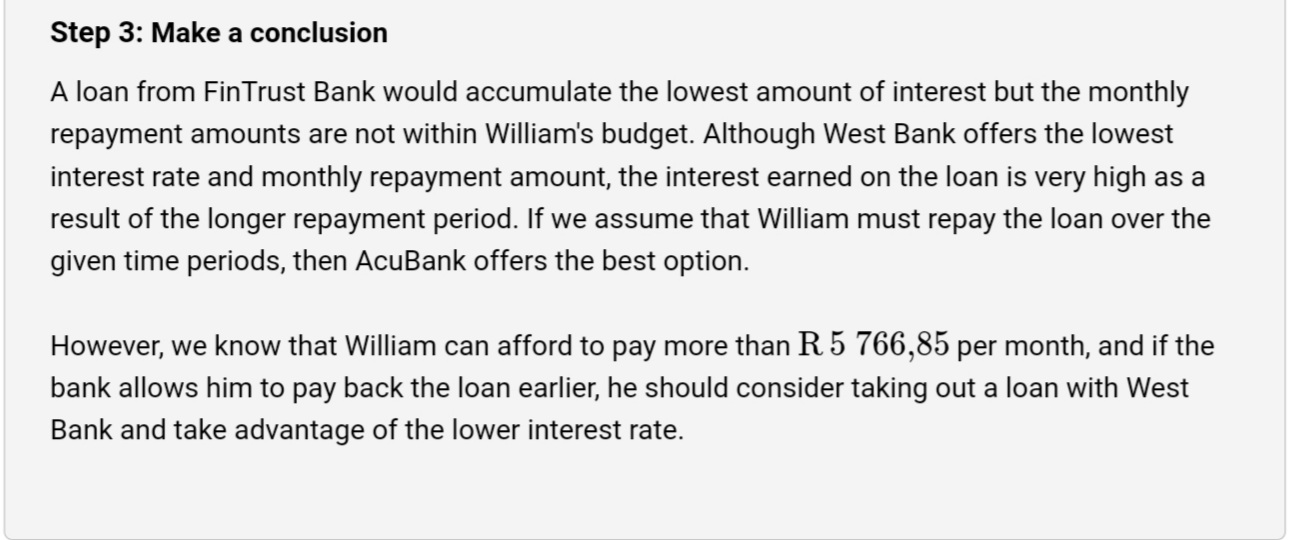 Step 3: Make a conclusion
A loan from FinTrust Bank would accumulate the lowest amount of interest but the monthly
repayment amounts are not within William's budget. Although West Bank offers the lowest
interest rate and monthly repayment amount, the interest earned on the loan is very high as a
result of the longer repayment period. If we assume that William must repay the loan over the
given time periods, then AcuBank offers the best option.
However, we know that William can afford to pay more than R 5 766,85 per month, and if the
bank allows him to pay back the loan earlier, he should consider taking out a loan with West
Bank and take advantage of the lower interest rate.